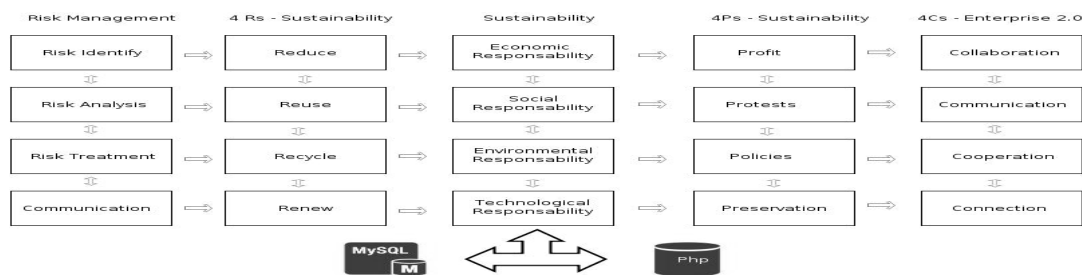 Risk Management 4 Rs - Sustainability Sustainability 4Ps - Sustainability 4Cs - Enterprise 2.0
Risk Identify Reduce Economic Responsability Profit Collaboration
Risk Analysis Reuse Social Responsability Protests Communication
Risk Treatment Recycle Environmental Responsability Policies Cooperation
Communication Renew Technological Responsability Preservation Connection
MySQL M Php